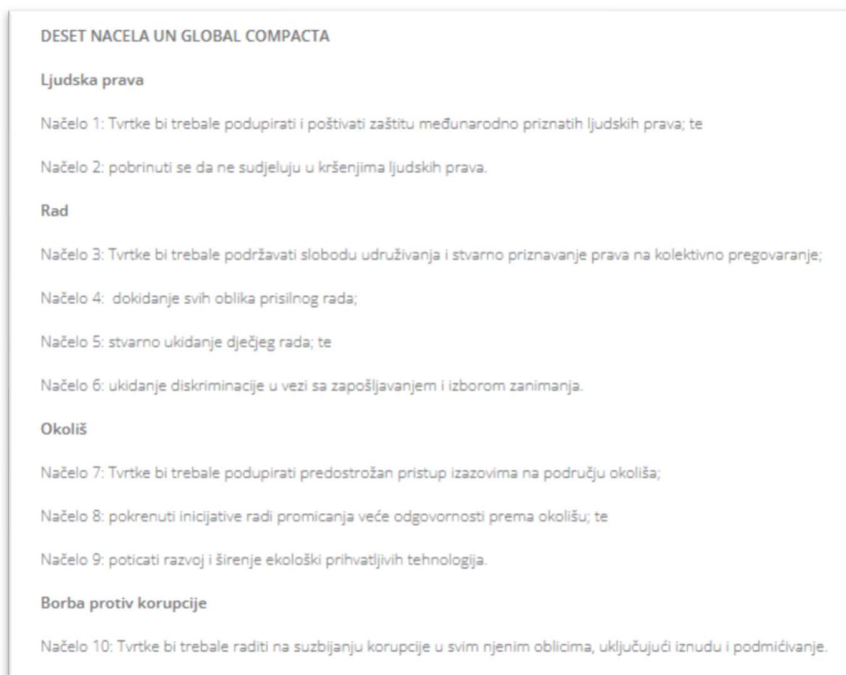 DESET NACELA UN GLOBAL COMPACTA
Ljudska prava
Načelo 1: Tvrtke bi trebale podupirati i poštivati zaštitu međunarodno priznatih ljudskih prava; te
Načelo 2: pobrinuti se da ne sudjeluju u kršenjima ljudskih prava.
Rad
Načelo 3: Tvrtke bi trebale podržavati slobodu udruživanja i stvarno priznavanje prava na kolektivno pregovaranje;
Načelo 4: dokidanje svih oblika prisilnog rada;
Načelo 5: stvarno ukidanje dječjeg rada; te
Načelo 6: ukidanje diskriminacije u vezi sa zapošljavanjem i izborom zanimanja.
Okoliš
Načelo 7: Tvrtke bi trebale podupirati predostrožan pristup izazovima na području okoliša;
Načelo 8: pokrenuti inicijative radi promicanja veće odgovornosti prema okolišu; te
Načelo 9: poticati razvoj i širenje ekološki prihvatljivih tehnologija.
Borba protiv korupcije
Načelo 10: Tvrtke bi trebale raditi na suzbijanju korupcije u svim njenim oblicima, uključujući iznudu i podmićivanje.